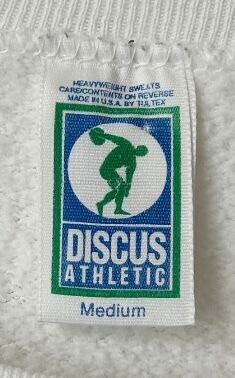 HEAVYWEIGHT SWEATS
CARE/CONTENTS ON REVERSE
MADE IN U.S.A. BY TULTEX
DISCUS
ATHLETIC
Medium